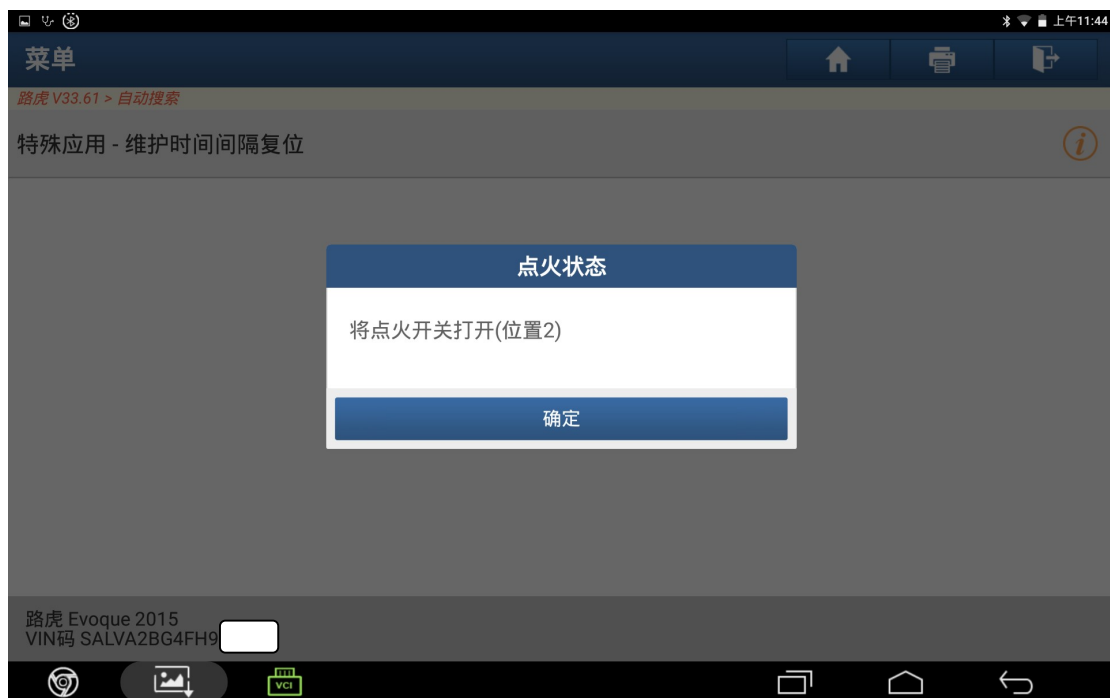 上午11:44
菜单
路虎 V33.61 > 自动搜索
特殊应用 - 维护时间间隔复位
i
点火状态
将点火开关打开(位置2)
确定
路虎 Evoque 2015
VIN码 SALVA2BG4FH9
VCI